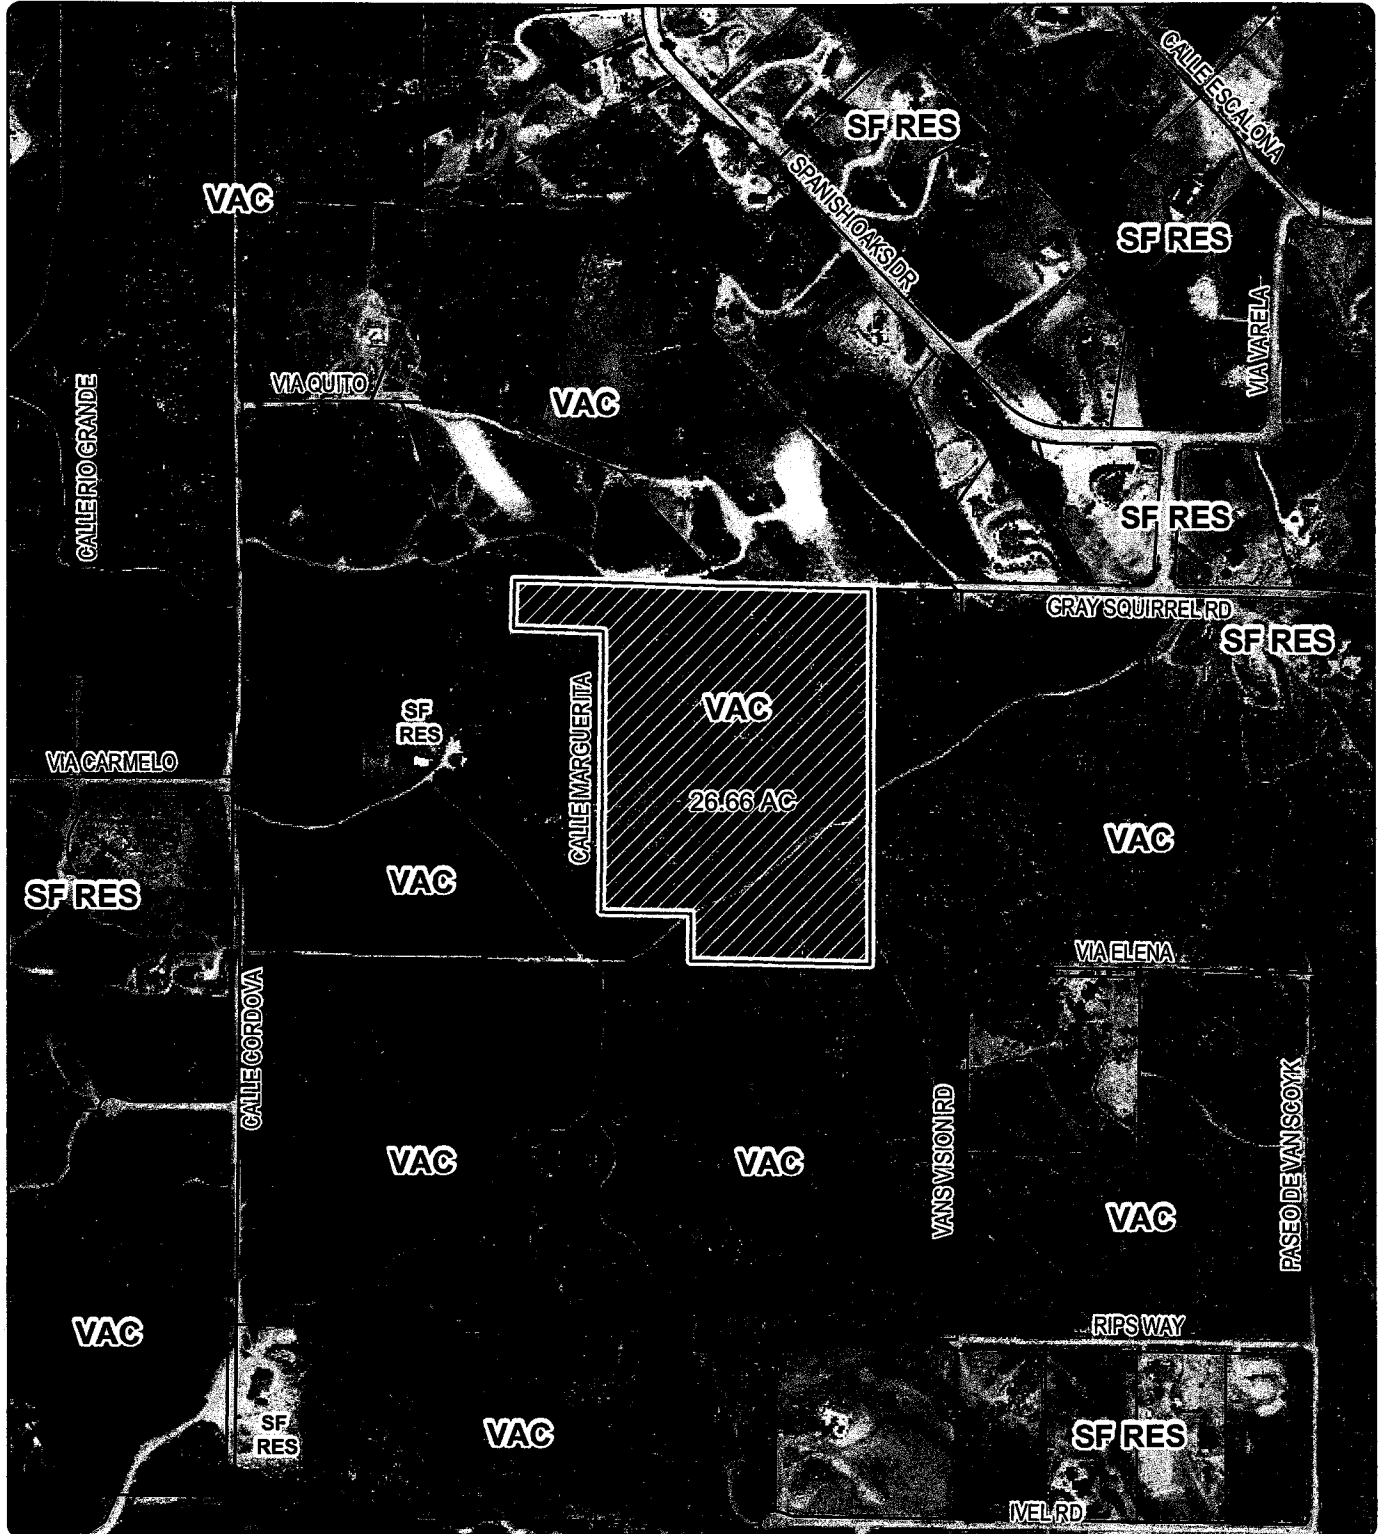 CALLE ESCALONA
SF RES
SPANISH OAKS DR
VAC
SF RES
VIA VARELA
VIA QUITO
VAC
CALLE RIO GRANDE
SF RES
GRAY SQUIRREL RD
SF RES
VAC
SF
RES
CALLE MARGUERITA
VIA CARMELO
26.66 AC
VAC
VAC
SF RES
VIA ELENA
CALLE CORDOVA
VANS VISION RD
PASEO DE VAN SCOYK
VAC
VAC
VAC
VAC
RIPS WAY
SF
RES
VAC
SF RES
IVEL RD